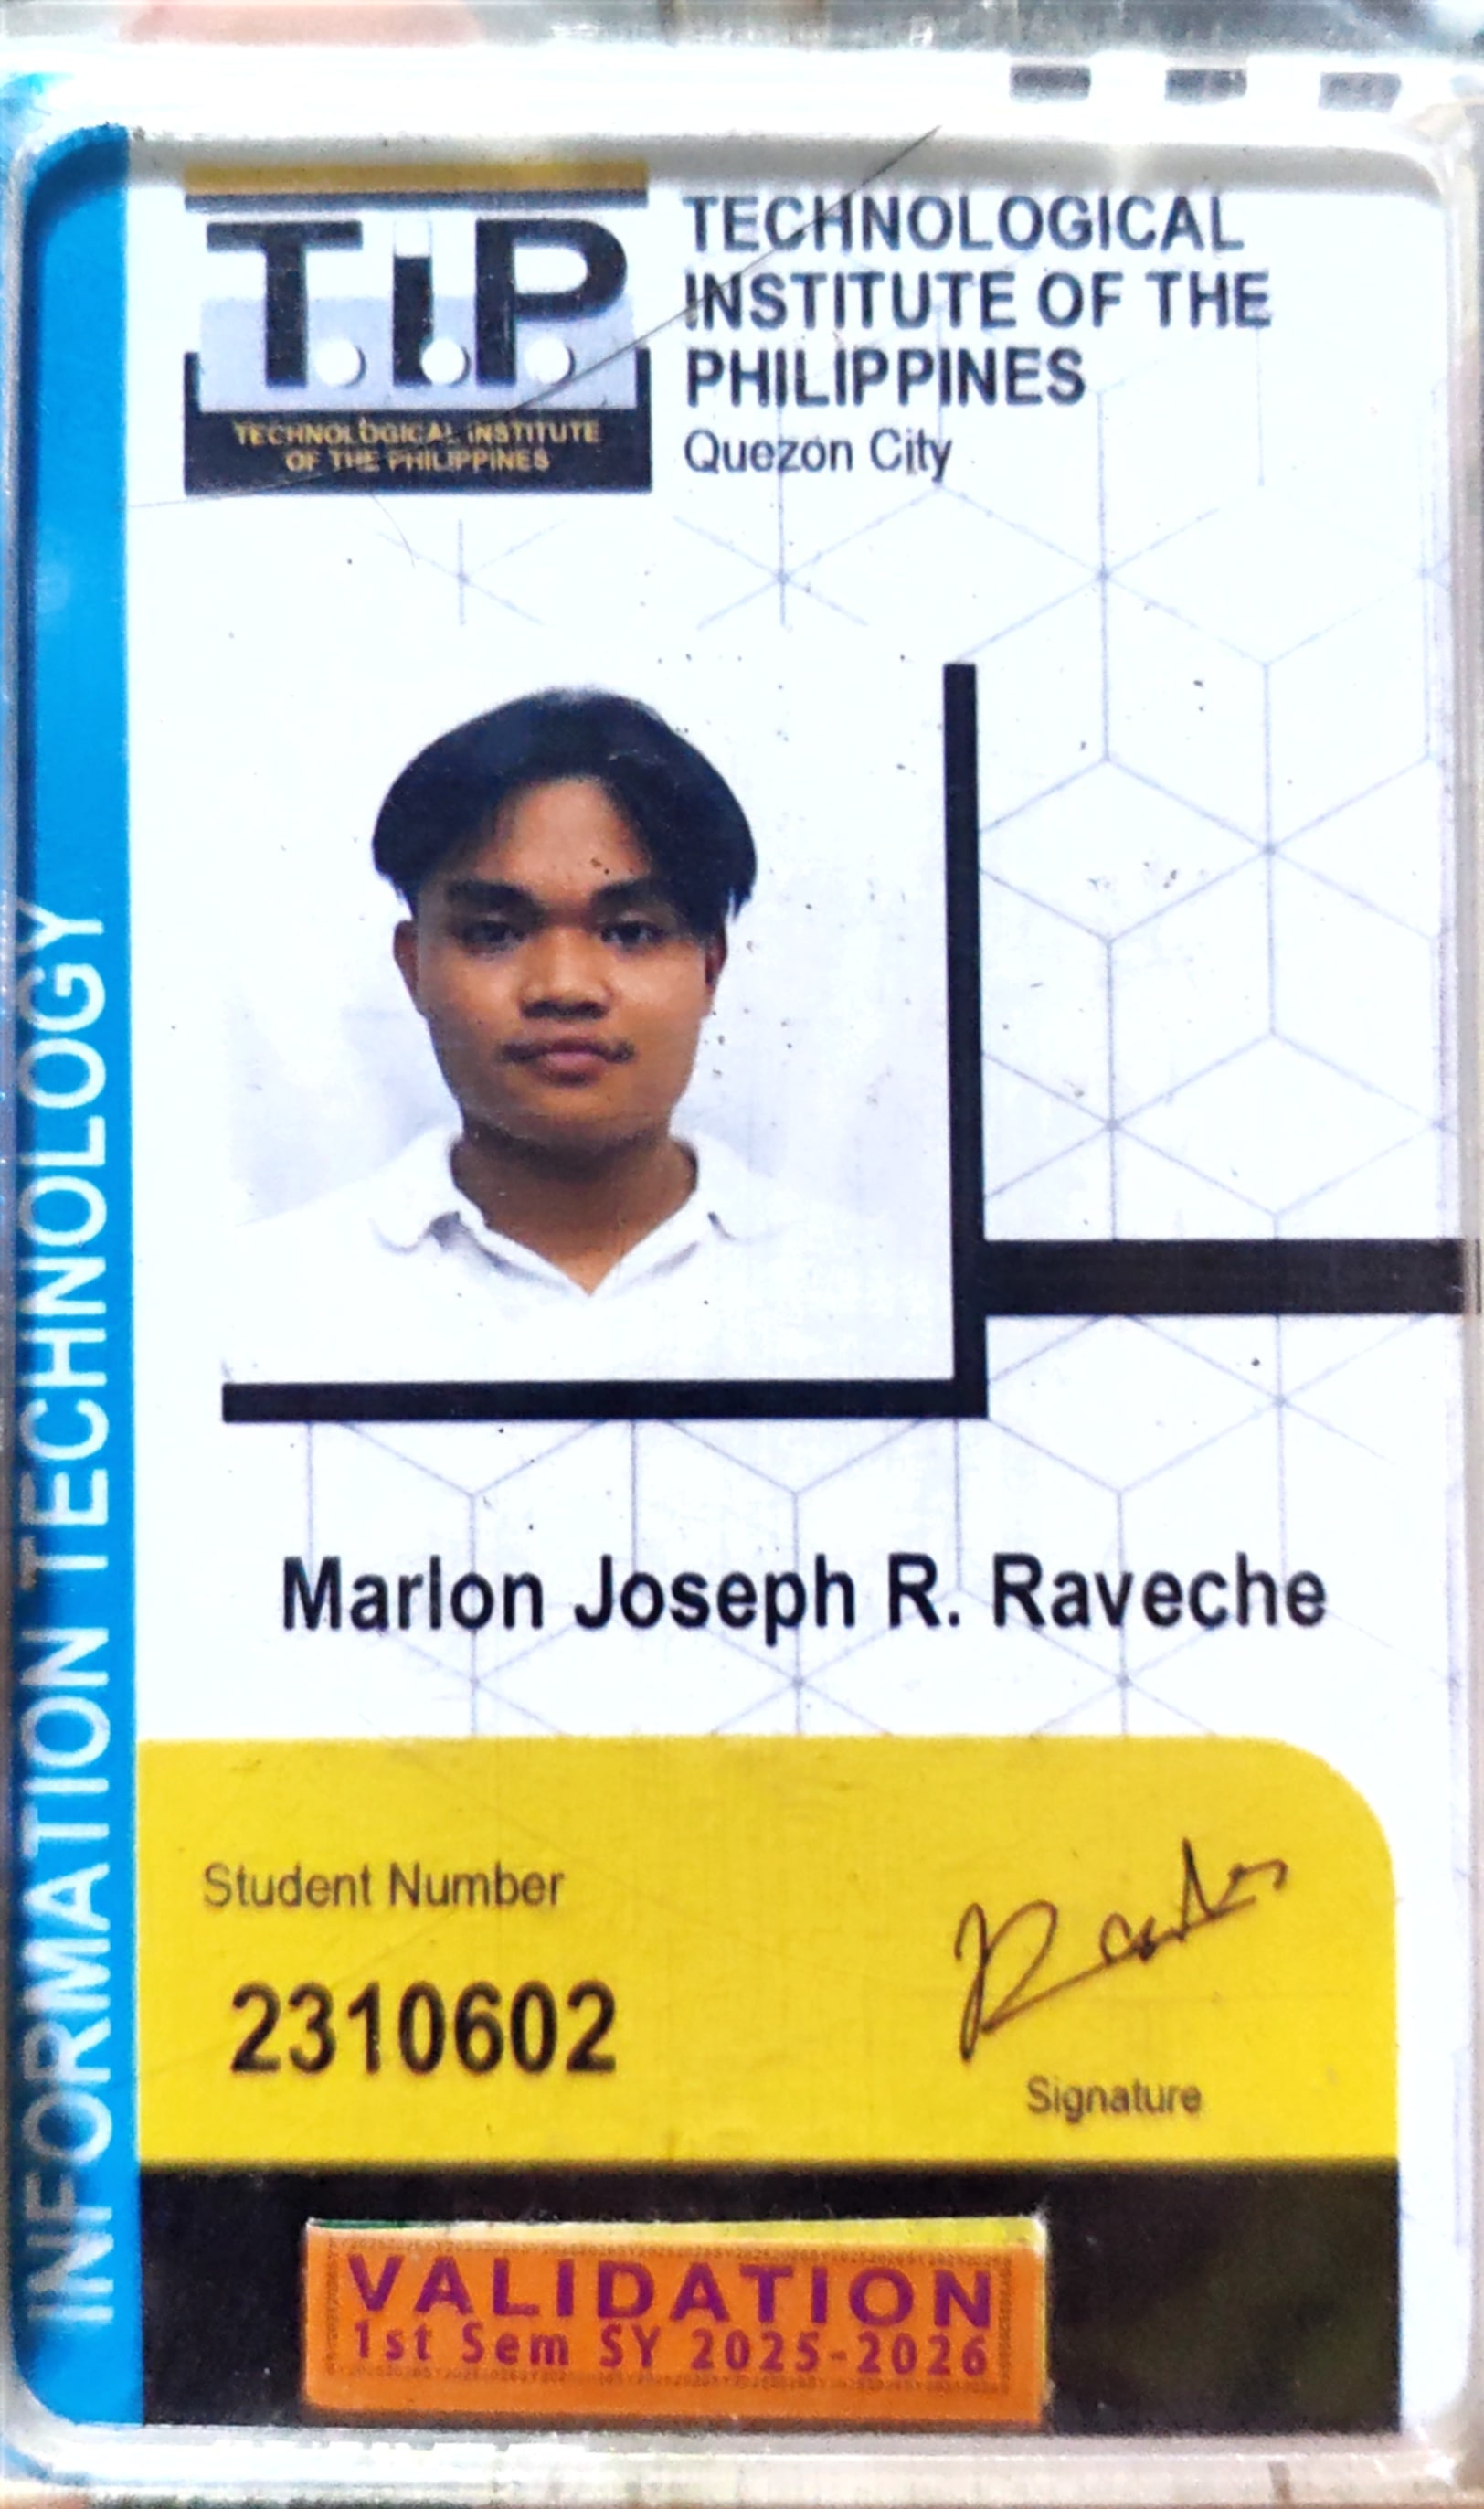 T.I.P.
TECHNOLOGICAL INSTITUTE
OF THE PHILIPPINES
TECHNOLOGICAL
INSTITUTE OF THE
PHILIPPINES
Quezon City
INFORMATION TECHNOLOGY
Marlon Joseph R. Raveche
Student Number
2310602
Signature
VALIDATION
1st Sem SY 2025-2026